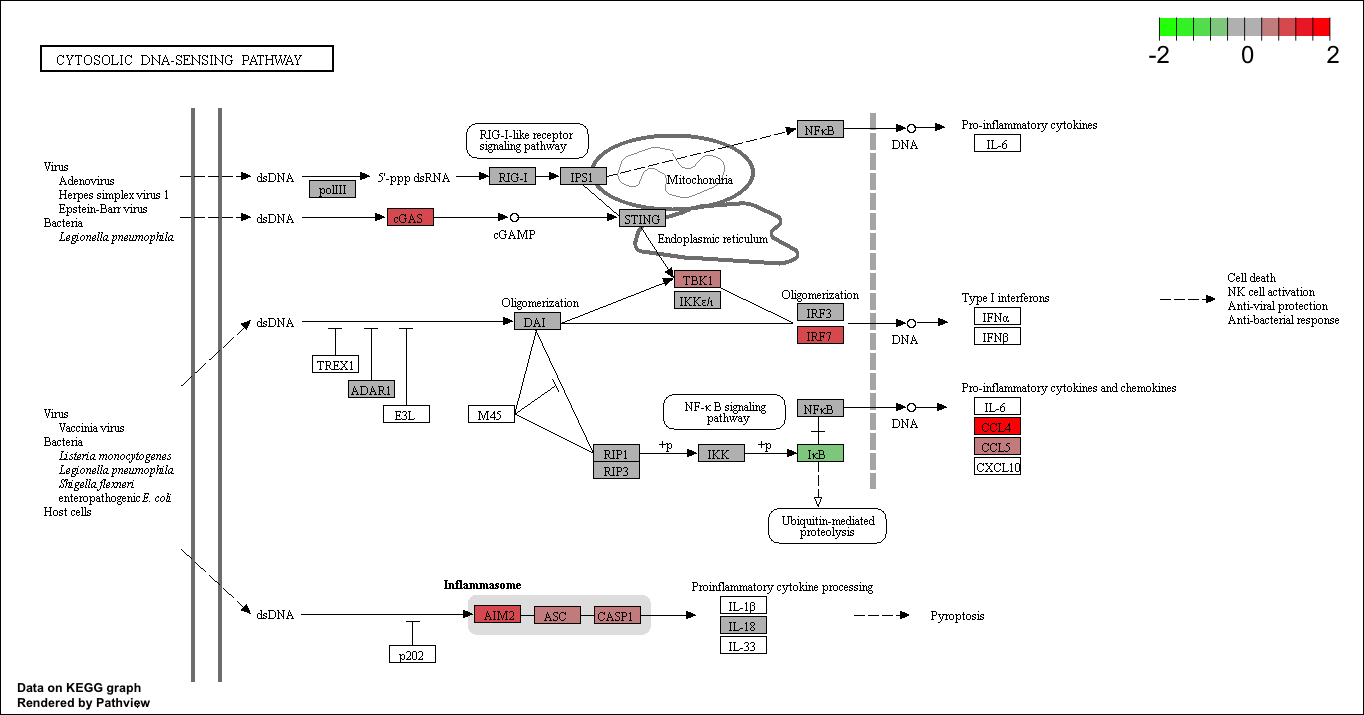 -2
0
2
CYTOSOLIC DNA-SENSING PATHWAY
Virus
Adenovirus
Herpes simplex virus 1
Epstein-Barr virus
Bacteria
Legionella pneumophila
dsDNA
polIII
5'-ppp dsRNA
RIG-I-like receptor
signaling pathway
RIG-I
IPS1
Mitochondria
NFκB
DNA
Pro-inflammatory cytokines
IL-6
dsDNA
cGAS
cGAMP
STING
Endoplasmic reticulum
TBK1
IKKε/ι
Oligomerization
dsDNA
DAI
Oligomerization
IRF3
IRF7
DNA
Type I interferons
IFNα
IFNβ
Cell death
NK cell activation
Anti-viral protection
Anti-bacterial response
TREX1
ADAR1
E3L
M45
NF-κ B signaling
pathway
NFκB
DNA
Pro-inflammatory cytokines and chemokines
IL-6
CCL4
CCL5
CXCL10
RIP1
RIP3
+p
IKK
+p
IκB
Ubiquitin-mediated
proteolysis
Virus
Vaccinia virus
Bacteria
Listeria monocytogenes
Legionella pneumophila
Shigella flexneri
enteropathogenic E. coli
Host cells
dsDNA
p202
Inflammasome
AIM2
ASC
CASP1
Proinflammatory cytokine processing
IL-1β
IL-18
IL-33
Pyroptosis
Data on KEGG graph
Rendered by Pathview